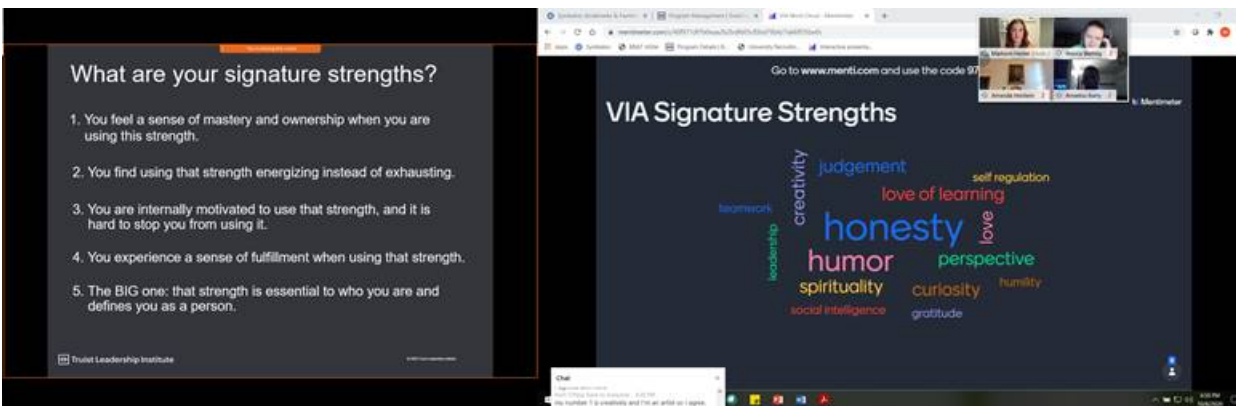 What are your signature strengths?
1. You feel a sense of mastery and ownership when you are
using this strength.
2. You find using that strength energizing instead of exhausting.
3. You are internally motivated to use that strength, and it is
hard to stop you from using it.
4. You experience a sense of fulfillment when using that strength.
5. The BIG one: that strength is essential to who you are and
defines you as a person.
Truist Leadership Institute
Go to www.menti.com and use the code 97
Mentimeter
VIA Signature Strengths
creativity
judgement
self regulation
love of learning
teamwork
honesty
love
leadership
humor
perspective
spirituality
curiosity
humility
social intelligence
gratitude
Chat
my number 1 is creativity and I'm an artist so I agree.